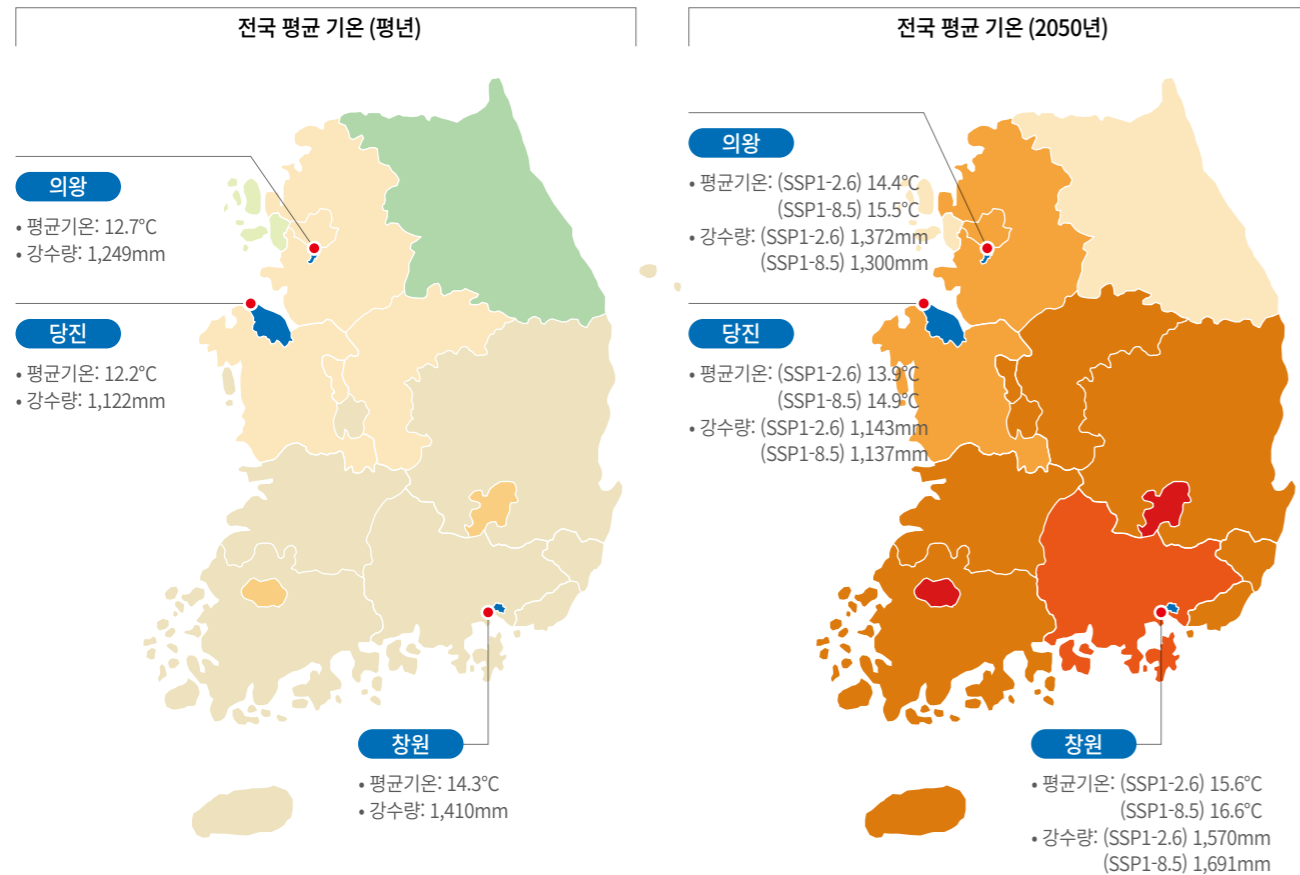 전국 평균 기온 (평년)
의왕
• 평균기온: 12.7°C
• 강수량: 1,249mm
당진
• 평균기온: 12.2°C
• 강수량: 1,122mm
창원
• 평균기온: 14.3°C
• 강수량: 1,410mm
전국 평균 기온 (2050년)
의왕
• 평균기온: (SSP1-2.6) 14.4°C
(SSP1-8.5) 15.5°C
• 강수량: (SSP1-2.6) 1,372mm
(SSP1-8.5) 1,300mm
당진
• 평균기온: (SSP1-2.6) 13.9°C
(SSP1-8.5) 14.9°C
• 강수량: (SSP1-2.6) 1,143mm
(SSP1-8.5) 1,137mm
창원
• 평균기온: (SSP1-2.6) 15.6°C
(SSP1-8.5) 16.6°C
• 강수량: (SSP1-2.6) 1,570mm
(SSP1-8.5) 1,691mm